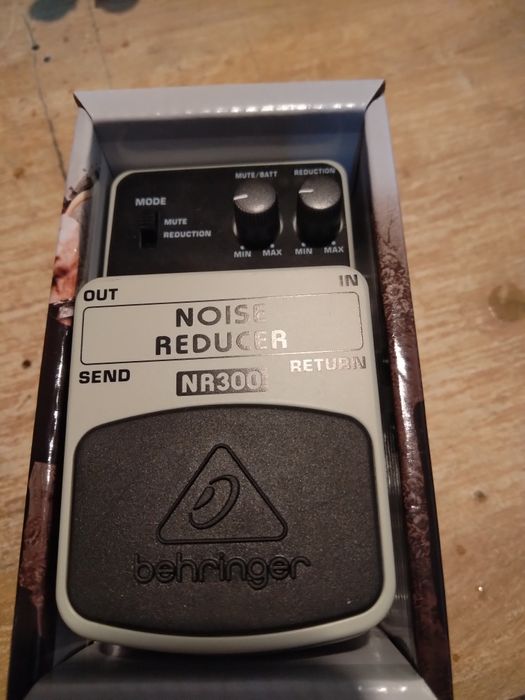 MUTE/BATT REDUCTION
MODE
MUTE
REDUCTION
MIN MAX MIN MAX
OUT IN
NOISE
REDUCER
SEND RETURN
NR300
behringer